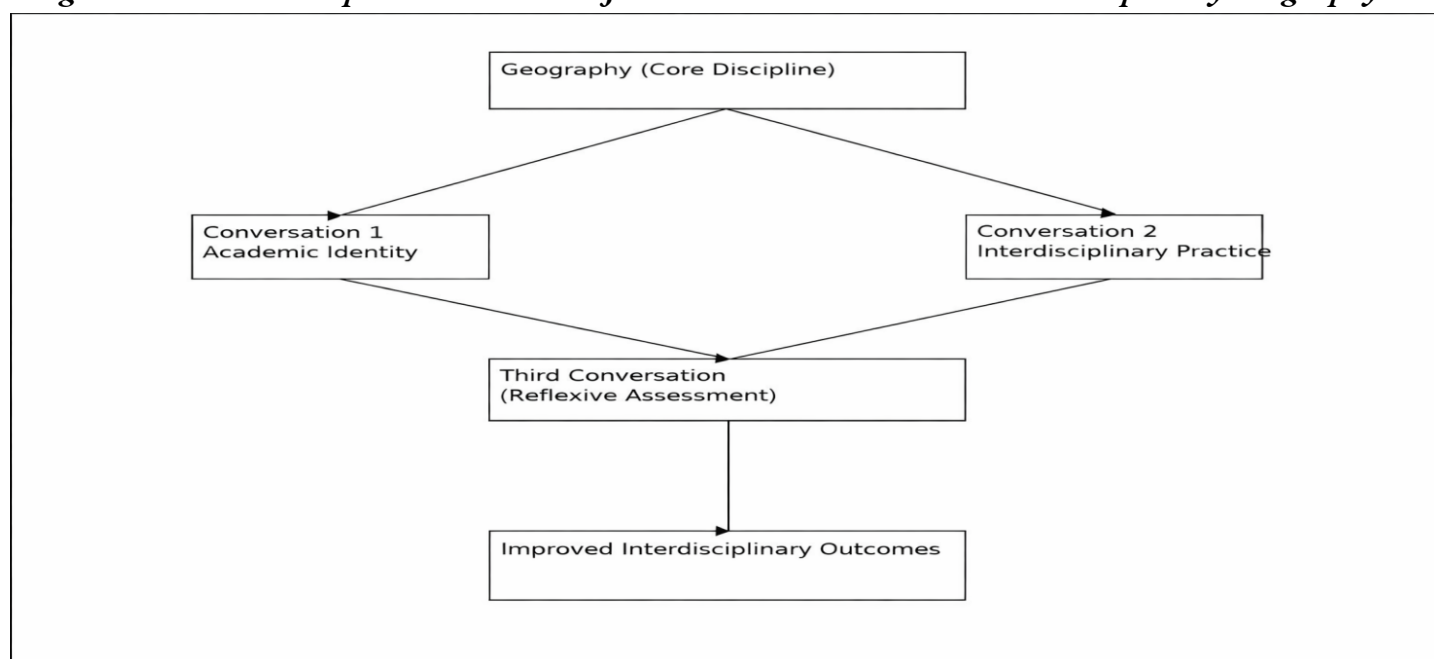 Geography (Core Discipline)
Conversation 1
Academic Identity
Conversation 2
Interdisciplinary Practice
Third Conversation
(Reflexive Assessment)
Improved Interdisciplinary Outcomes